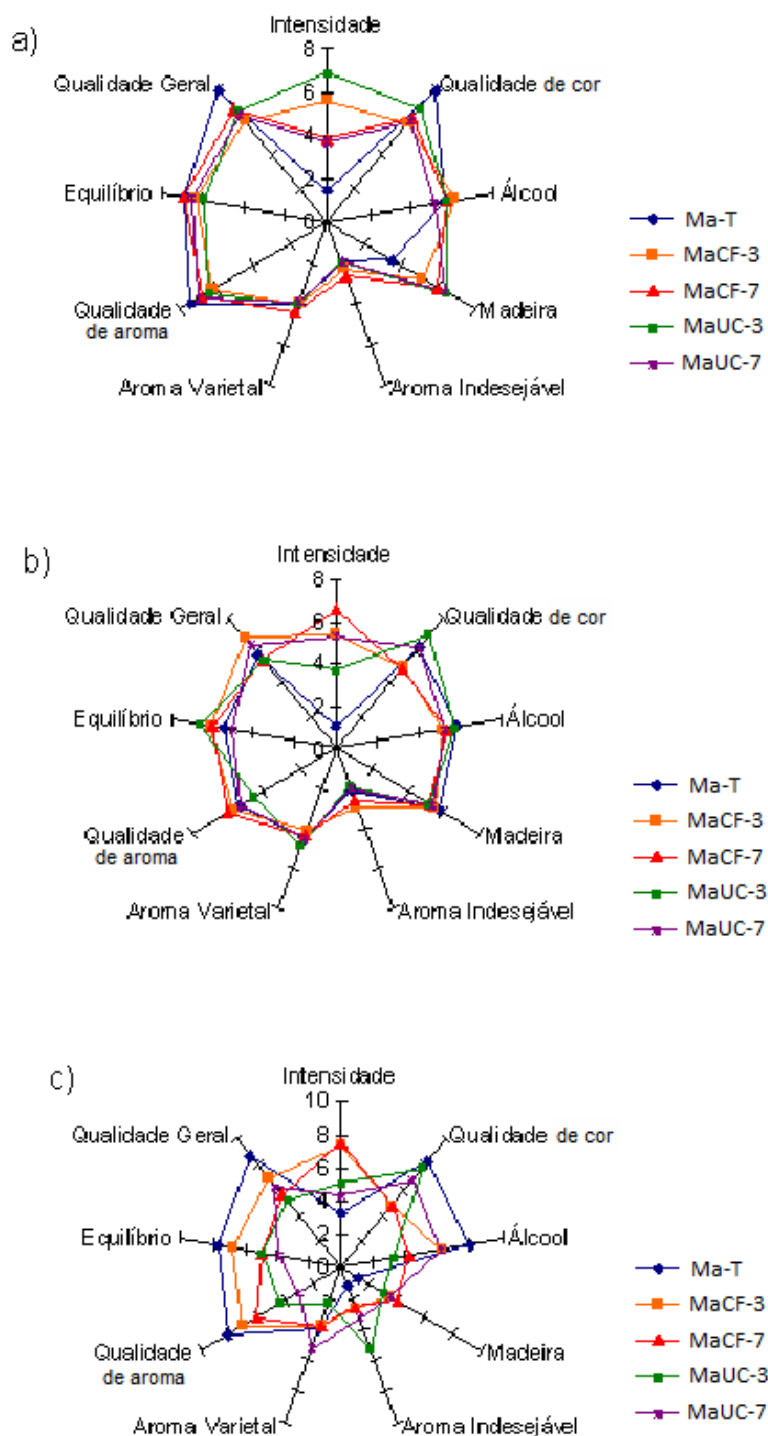 a)
Intensidade
8
6
4
2
0
Qualidade Geral
Qualidade de cor
Equilíbrio
Álcool
Qualidade
de aroma
Madeira
Aroma Varietal
Aroma Indesejável
Ma-T
MaCF-3
MaCF-7
MaUC-3
MaUC-7
b)
Intensidade
8
6
4
2
0
Qualidade Geral
Qualidade de cor
Equilíbrio
Álcool
Qualidade
de aroma
Madeira
Aroma Varietal
Aroma Indesejável
Ma-T
MaCF-3
MaCF-7
MaUC-3
MaUC-7
c)
Intensidade
10
8
6
4
2
0
Qualidade Geral
Qualidade de cor
Equilíbrio
Álcool
Qualidade
de aroma
Madeira
Aroma Varietal
Aroma Indesejável
Ma-T
MaCF-3
MaCF-7
MaUC-3
MaUC-7